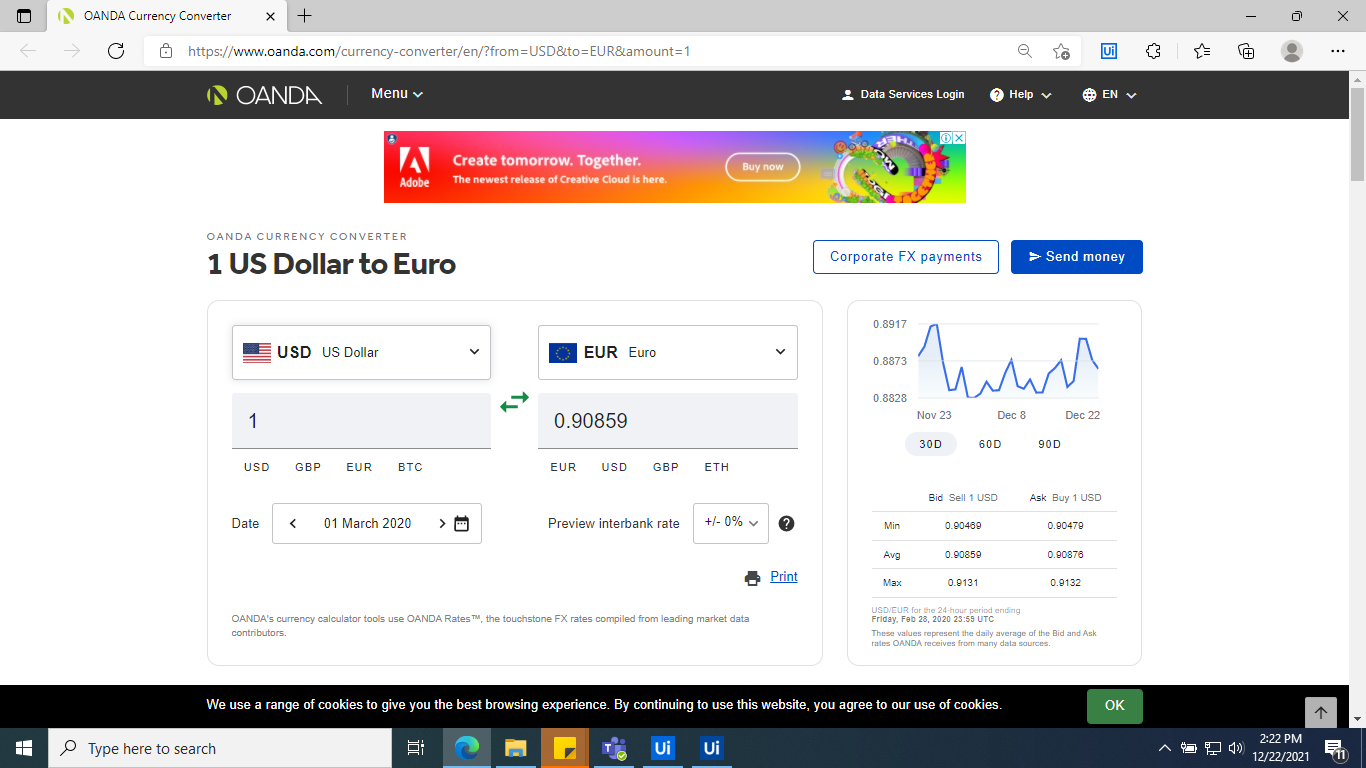 OANDA Currency Converter
https://www.oanda.com/currency-converter/en/?from=USD&to=EUR&amount=1
Ui
OANDA
Menu
Data Services Login
Help
EN
Adobe
Create tomorrow. Together.
The newest release of Creative Cloud is here.
Buy now
OANDA CURRENCY CONVERTER
1 US Dollar to Euro
Corporate FX payments
Send money
USD US Dollar
EUR Euro
1
0.90859
USD GBP EUR BTC
EUR USD GBP ETH
Date
01 March 2020
Preview interbank rate
+/- 0%
?
Print
OANDA's currency calculator tools use OANDA Rates™, the touchstone FX rates compiled from leading market data
contributors.
0.8917
0.8873
0.8828
Nov 23 Dec 8 Dec 22
30D 60D 90D
Bid Sell 1 USD Ask Buy 1 USD
Min 0.90469 0.90479
Avg 0.90859 0.90876
Max 0.9131 0.9132
USD/EUR for the 24-hour period ending
Friday, Feb 28, 2020 23:59 UTC
These values represent the daily average of the Bid and Ask
rates OANDA receives from many data sources.
We use a range of cookies to give you the best browsing experience. By continuing to use this website, you agree to our use of cookies.
OK
Type here to search
Ui
Ui
2:22 PM
12/22/2021
11